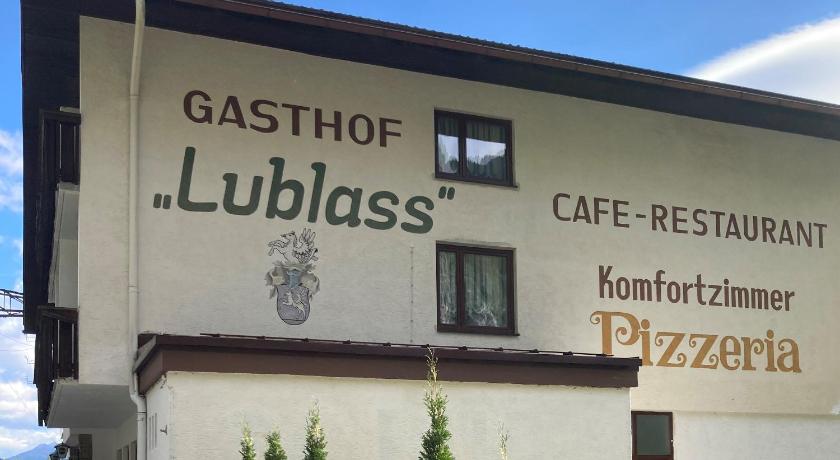 GASTHOF
„Lublass“
CAFE-RESTAURANT
Komfortzimmer
Pizzeria